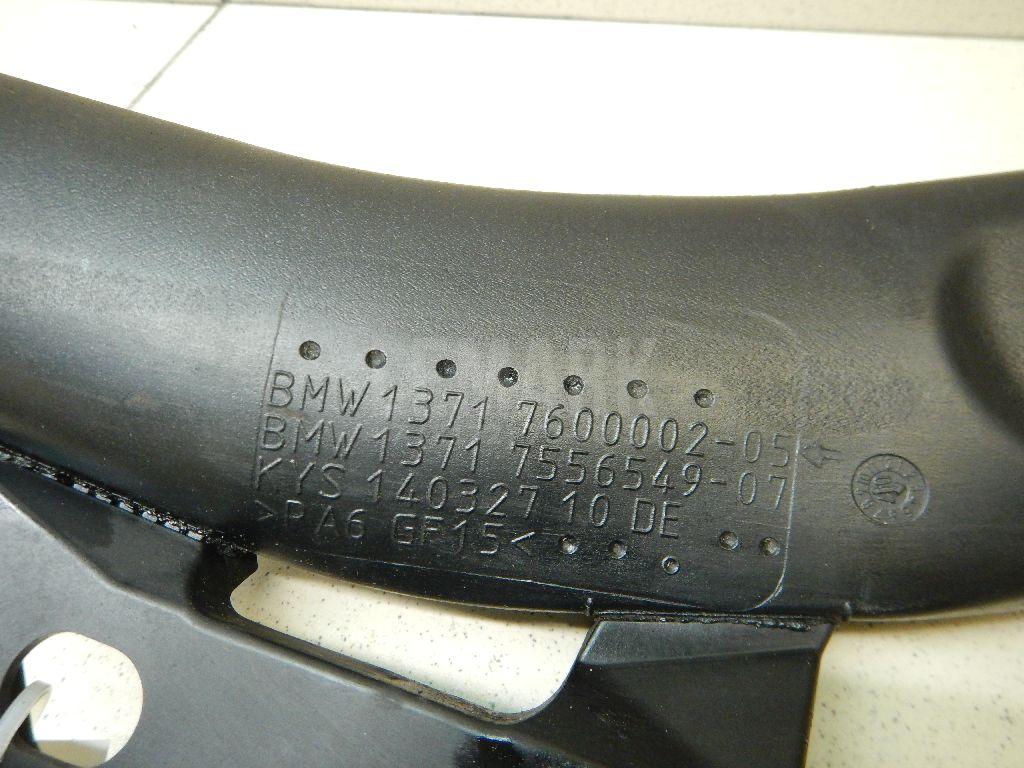 BMW 1371 7600002-05
BMW 1371 7556549-07
KYS 140327 10 DE
>PA6 GF15<